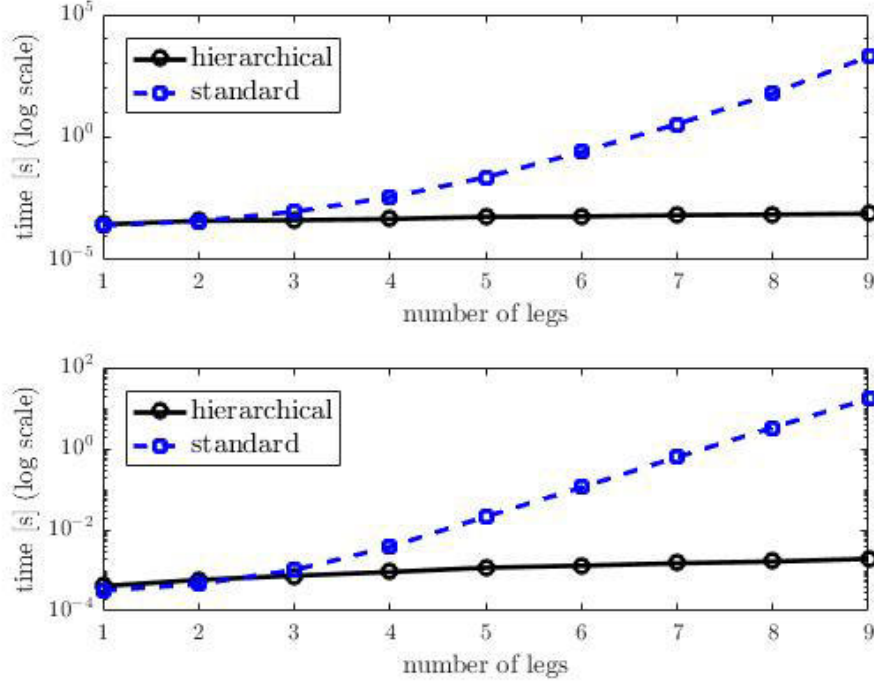 10^5
10^0
10^-5
time [s] (log scale)
hierarchical
standard
1 2 3 4 5 6 7 8 9
number of legs
10^2
10^0
10^-2
10^-4
time [s] (log scale)
hierarchical
standard
1 2 3 4 5 6 7 8 9
number of legs